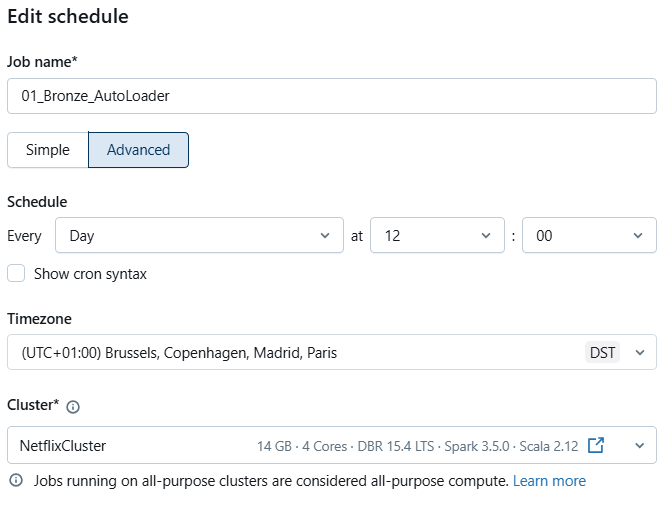 Edit schedule
Job name*
01_Bronze_AutoLoader
Simple Advanced
Schedule
Every Day at 12 : 00
Show cron syntax
Timezone
(UTC+01:00) Brussels, Copenhagen, Madrid, Paris DST
Cluster*
NetflixCluster 14 GB · 4 Cores · DBR 15.4 LTS · Spark 3.5.0 · Scala 2.12
Jobs running on all-purpose clusters are considered all-purpose compute. Learn more